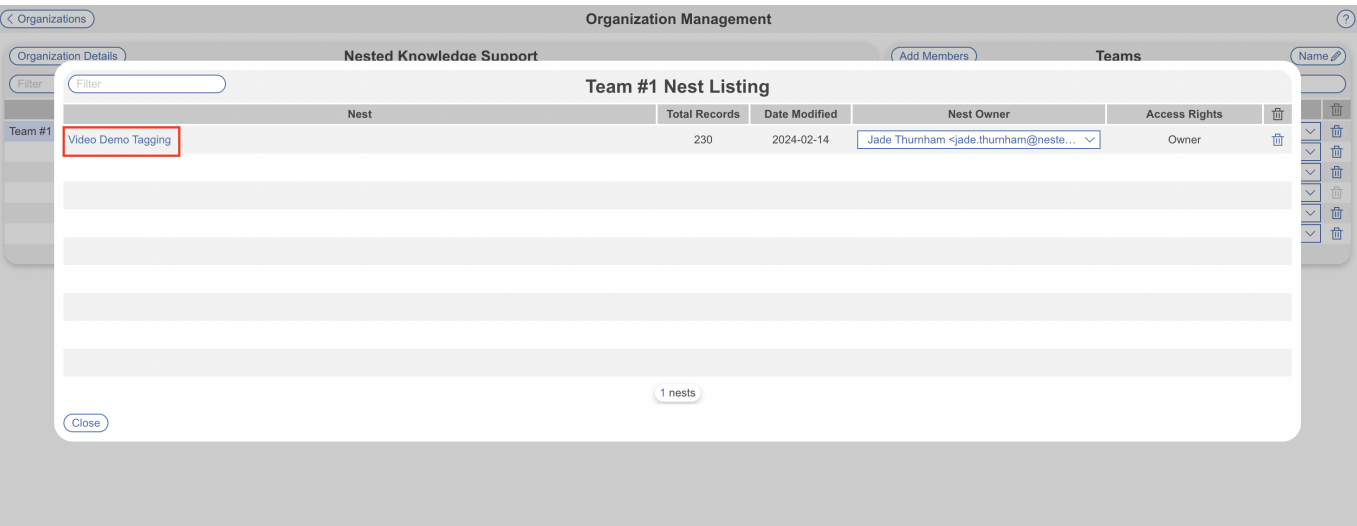 Organizations
Organization Management
?
Organization Details
Nested Knowledge Support
Add Members
Teams
Name
Filter
Filter
Team #1 Nest Listing
Nest
Total Records
Date Modified
Nest Owner
Access Rights
Team #1
Video Demo Tagging
230
2024-02-14
Jade Thurnham <jade.thurnham@neste...
Owner
1 nests
Close